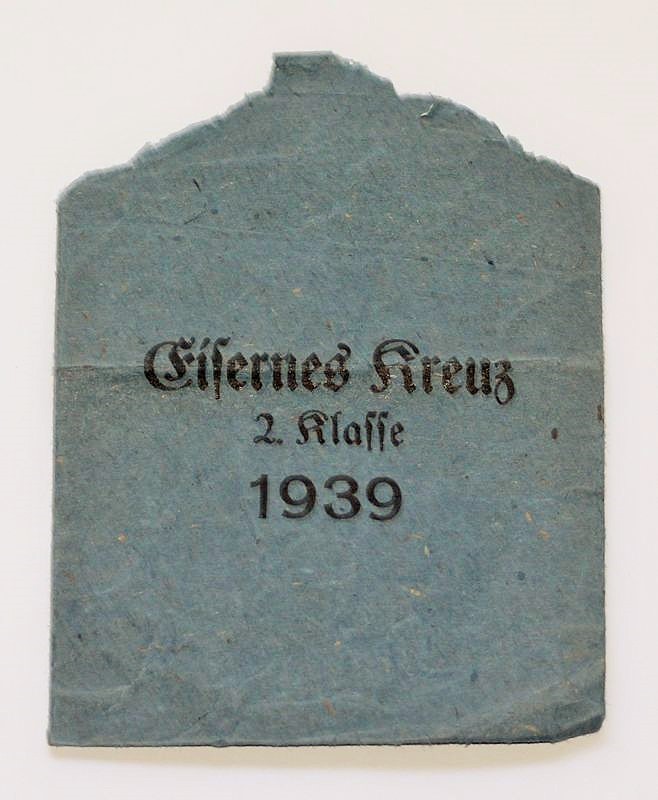 Eisernes Kreuz
2. Klasse
1939